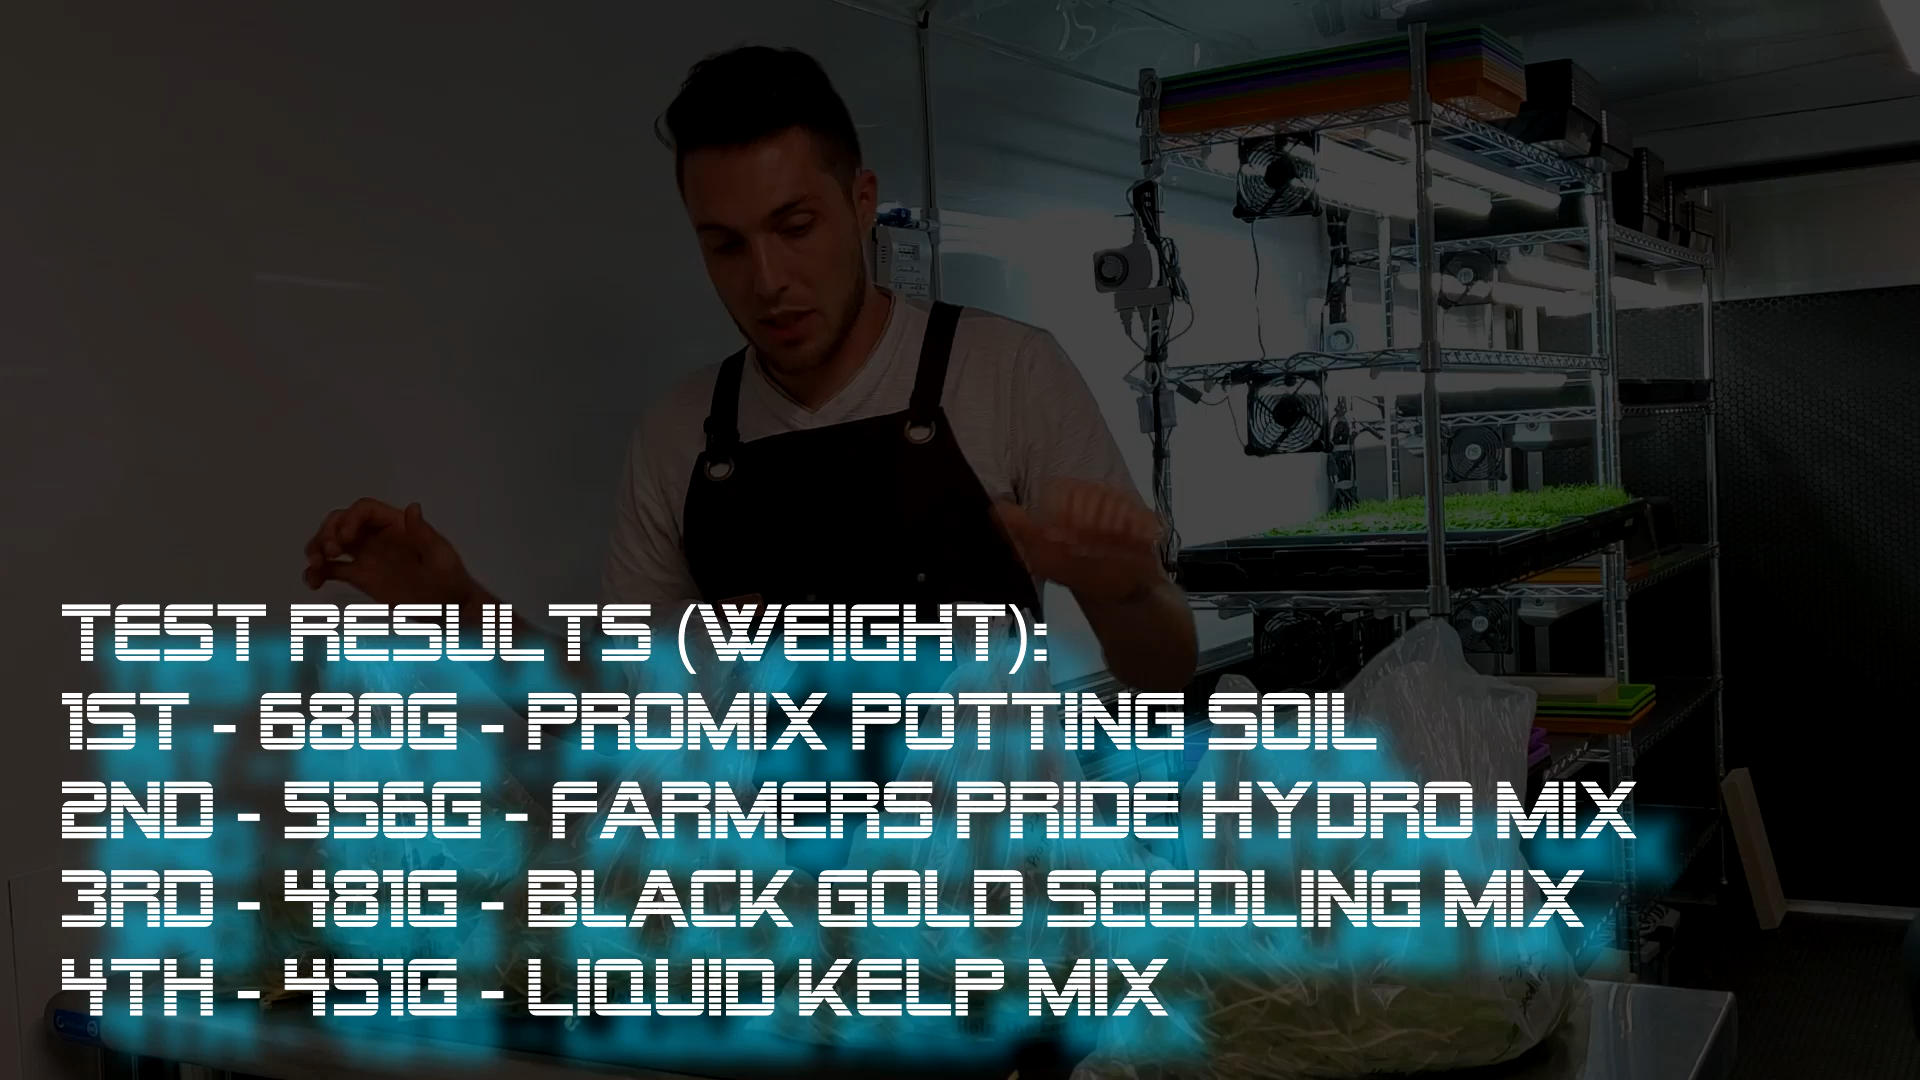 TEST RESULTS (WEIGHT):
1ST - 680G - PROMIX POTTING SOIL
2ND - 556G - FARMERS PRIDE HYDRO MIX
3RD - 481G - BLACK GOLD SEEDLING MIX
4TH - 451G - LIQUID KELP MIX